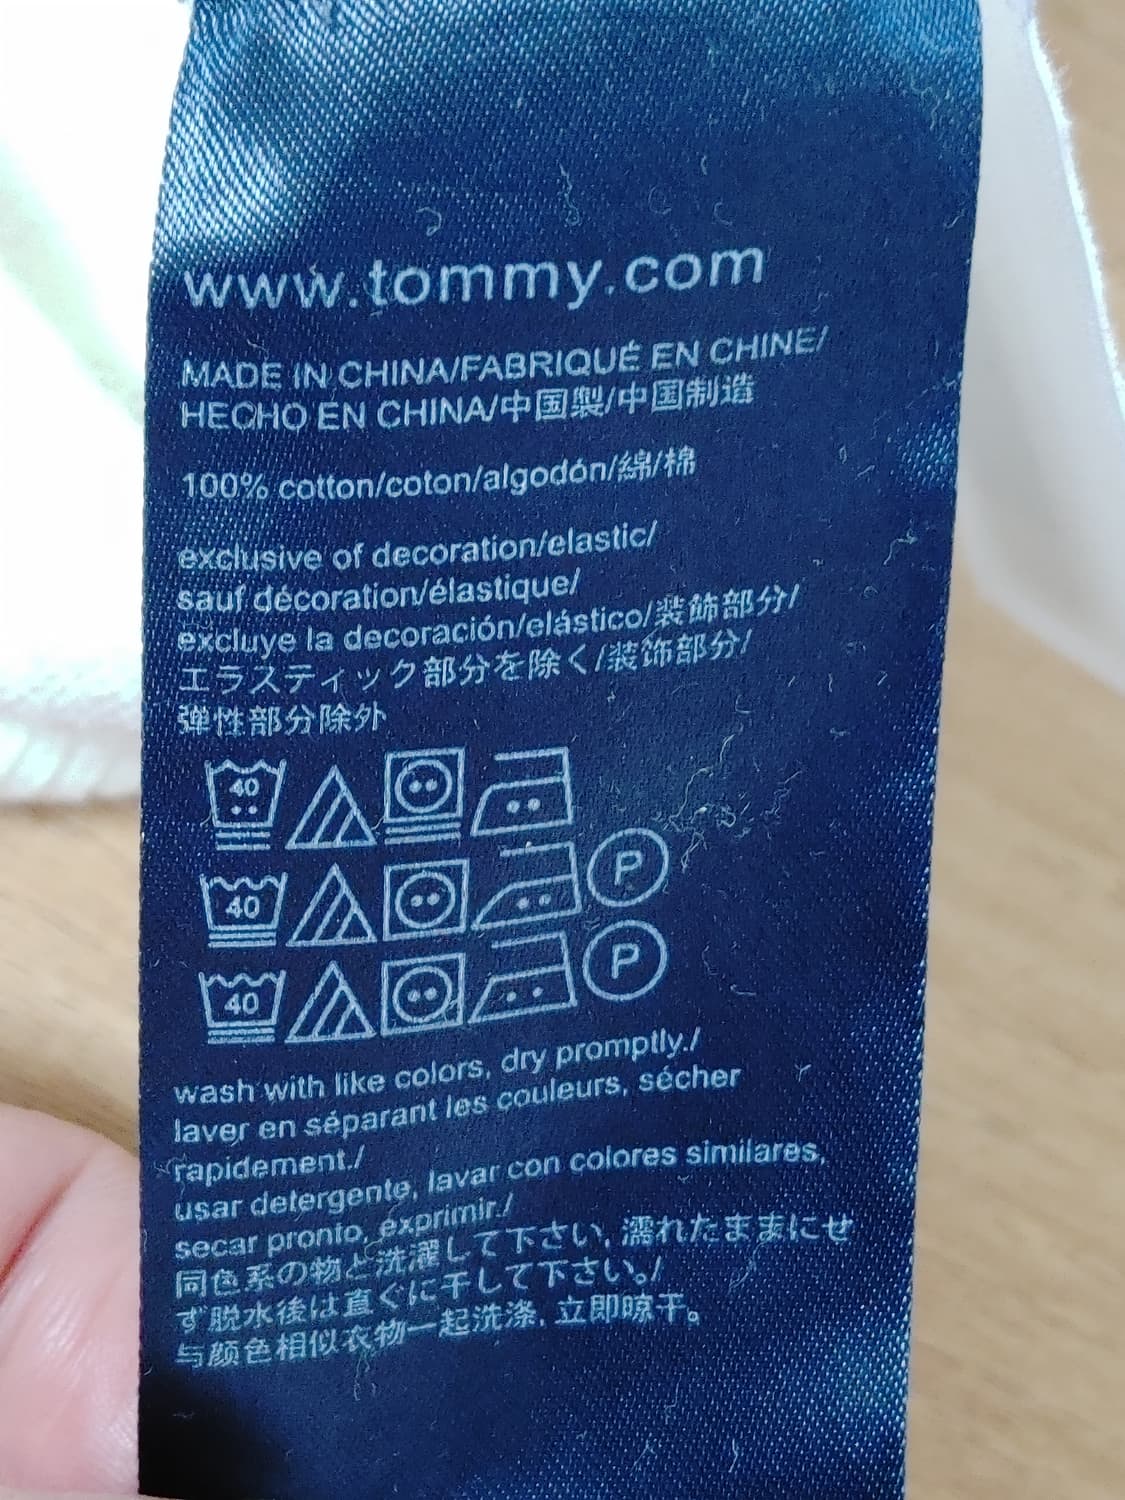 www.tommy.com
MADE IN CHINA/FABRIQUÉ EN CHINE/
HECHO EN CHINA/中国製/中国制造
100% cotton/coton/algodón/綿/棉
exclusive of decoration/elastic/
sauf décoration/élastique/
excluye la decoración/elástico/装飾部分/
エラスティック部分を除く/装饰部分/
弹性部分除外
40
40 P
40 P
wash with like colors, dry promptly./
laver en séparant les couleurs, sécher
rapidement./
usar detergente, lavar con colores similares,
secar pronto, exprimir./
同色系の物と洗濯して下さい, 濡れたままにせ
ず脱水後は直ぐに干して下さい。/
与颜色相似衣物一起洗涤, 立即晾干。